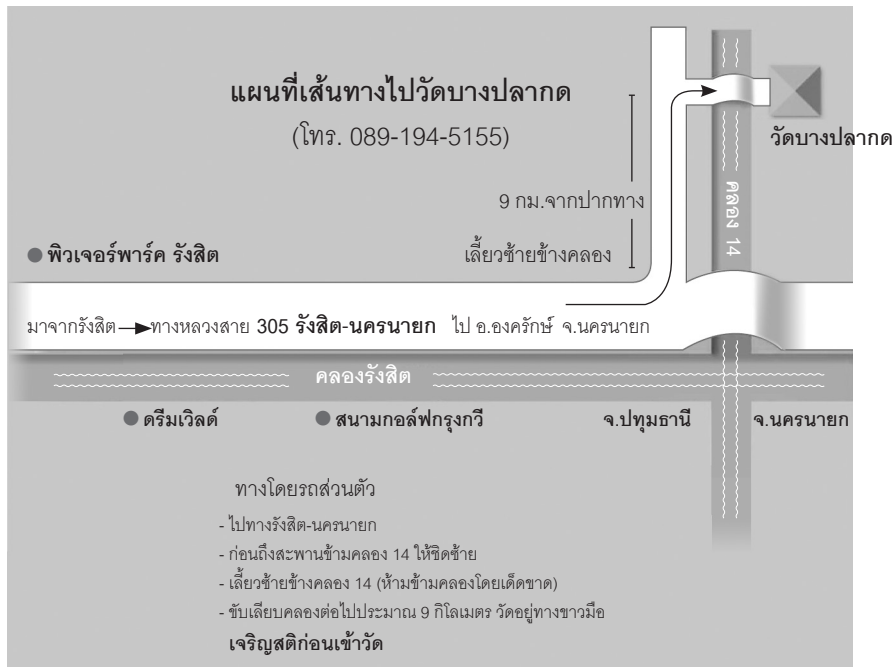 แผนที่เส้นทางไปวัดบางปลากด
(โทร. 089-194-5155)
วัดบางปลากด
9 กม.จากปากทาง
คลอง 14
พิวเจอร์พาร์ค รังสิต
เลี้ยวซ้ายข้างคลอง
มาจากรังสิต ทางหลวงสาย 305 รังสิต-นครนายก ไป อ.องครักษ์ จ.นครนายก
คลองรังสิต
ดรีมเวิลด์ สนามกอล์ฟกรุงกวี จ.ปทุมธานี จ.นครนายก
ทางโดยรถส่วนตัว
- ไปทางรังสิต-นครนายก
- ก่อนถึงสะพานข้ามคลอง 14 ให้ชิดซ้าย
- เลี้ยวซ้ายข้างคลอง 14 (ห้ามข้ามคลองโดยเด็ดขาด)
- ขับเลียบคลองต่อไปประมาณ 9 กิโลเมตร วัดอยู่ทางขาวมือ
เจริญสติก่อนเข้าวัด